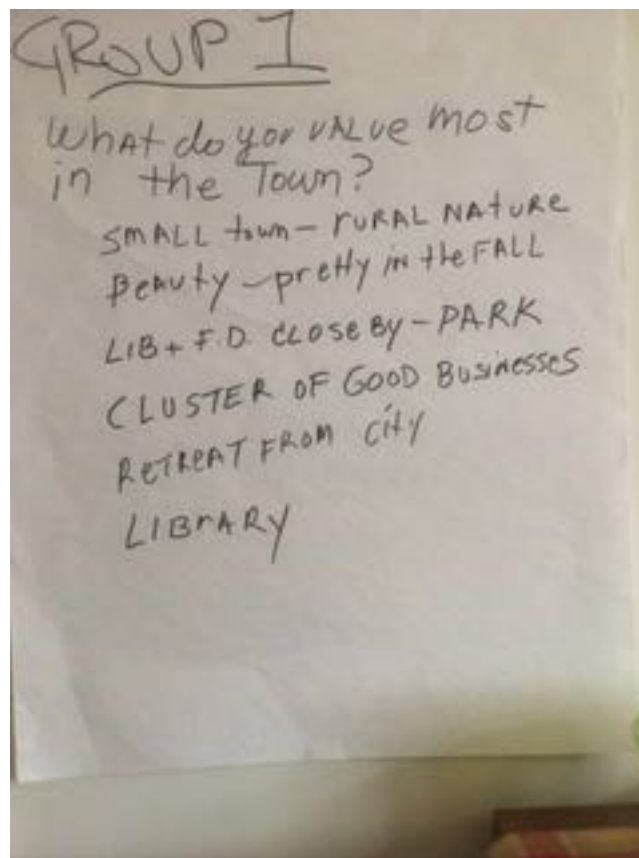 GROUP 1
What do you VALUE most
in the Town?
SMALL town - rURAL NAtURE
Beauty - pretty in the FALL
LIB + F.D. CLOSE BY - PARK
CLUSTER OF GOOD BusinESSES
ReTReAT FROM City
LIBrARY